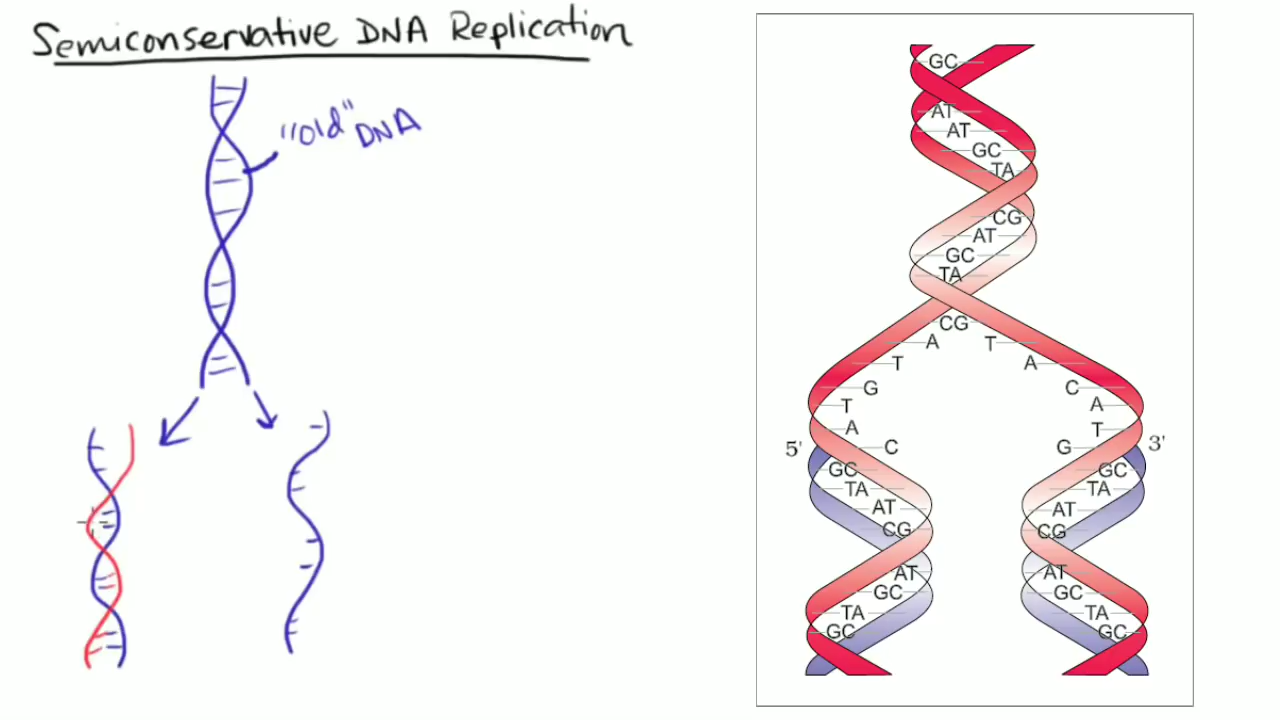 Semiconservative DNA Replication
"old" DNA
GC
AT
AT
GC
TA
CG
AT
GC
TA
CG
A T
T A
G C
T A
A T
5' C G 3'
GC GC
TA TA
AT AT
CG CG
AT AT
GC GC
TA TA
GC GC